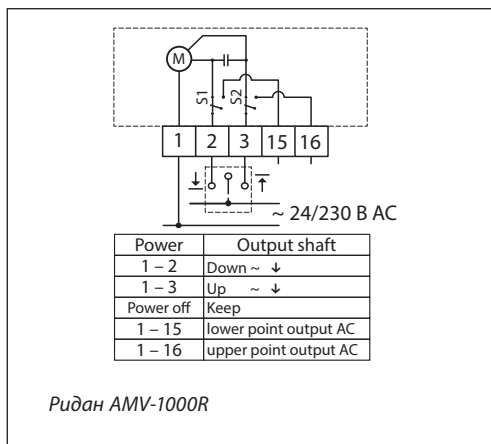 M
S1
S2
1 2 3 15 16
~ 24/230 В АС
Power Output shaft
1 – 2 Down ~ ↓
1 – 3 Up ~ ↓
Power off Keep
1 – 15 lower point output AC
1 – 16 upper point output AC
Ридан AMV-1000R